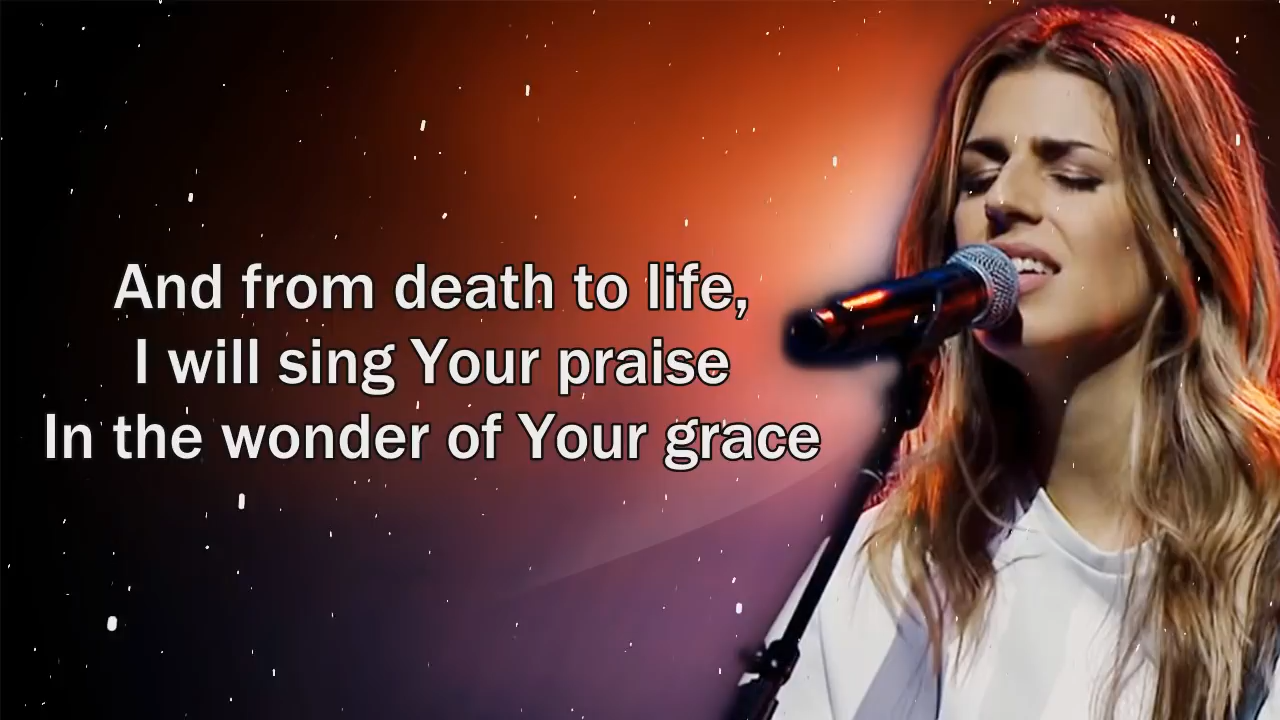 And from death to life,
I will sing Your praise
In the wonder of Your grace